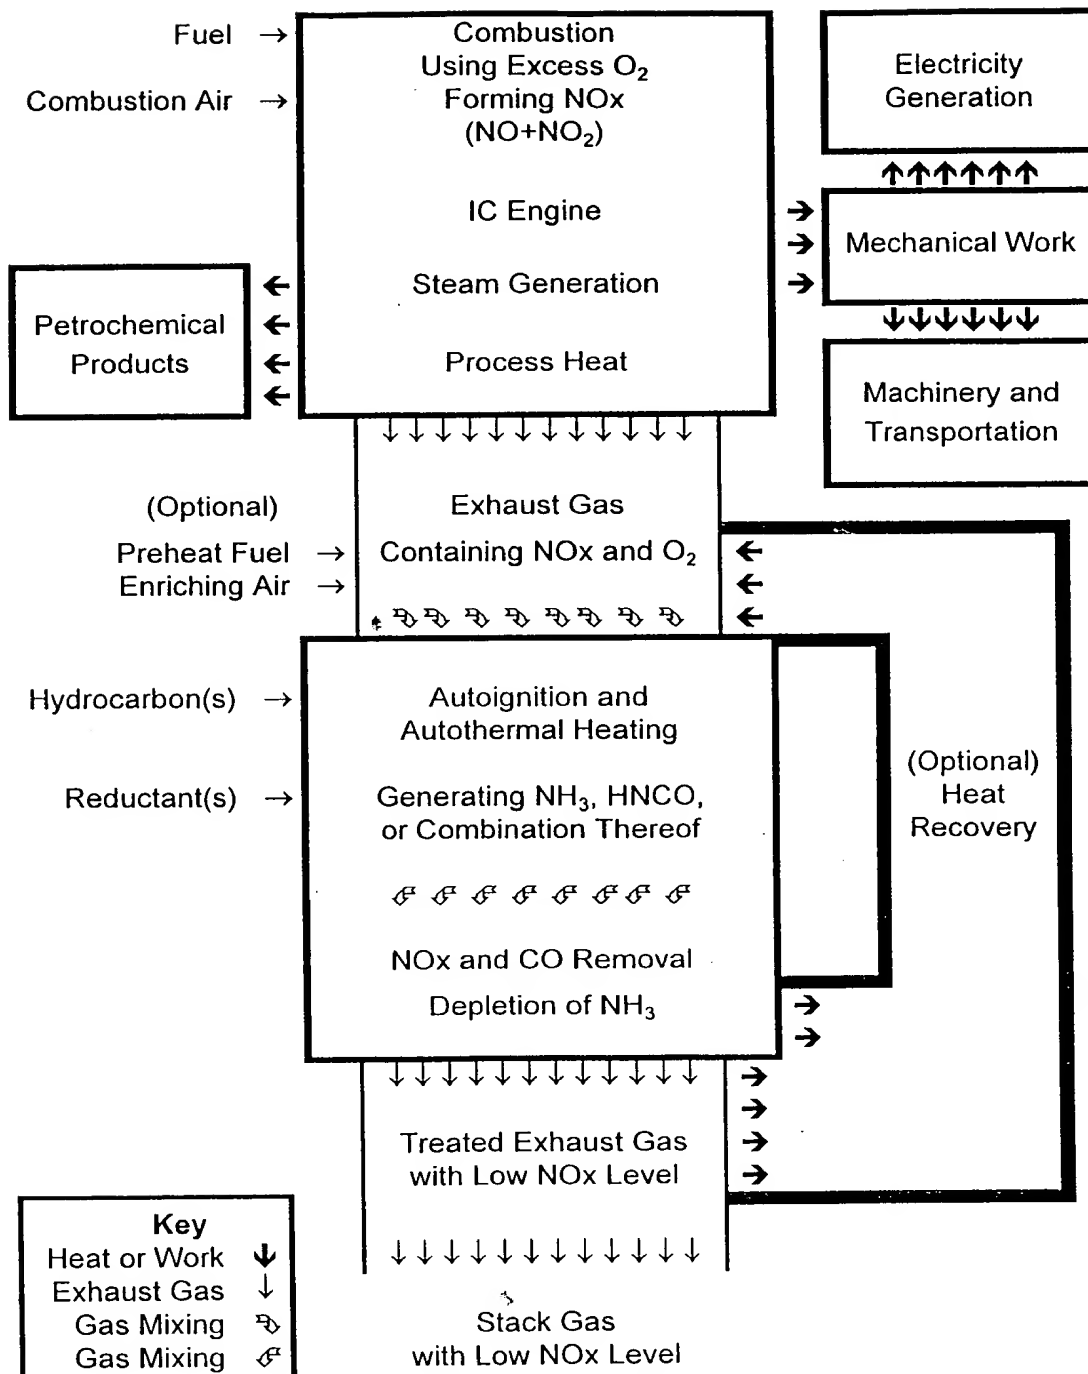 Fuel →
Combustion Air →
Combustion
Using Excess O₂
Forming NOx
(NO+NO₂)
IC Engine
Steam Generation
Process Heat
Electricity
Generation
Mechanical Work
Machinery and
Transportation
Petrochemical
Products
(Optional)
Preheat Fuel →
Enriching Air →
Exhaust Gas
Containing NOx and O₂
Hydrocarbon(s) →
Reductant(s) →
Autoignition and
Autothermal Heating
Generating NH₃, HNCO,
or Combination Thereof
NOx and CO Removal
Depletion of NH₃
(Optional)
Heat
Recovery
Treated Exhaust Gas
with Low NOx Level
Stack Gas
with Low NOx Level
Key
Heat or Work
Exhaust Gas ↓
Gas Mixing
Gas Mixing